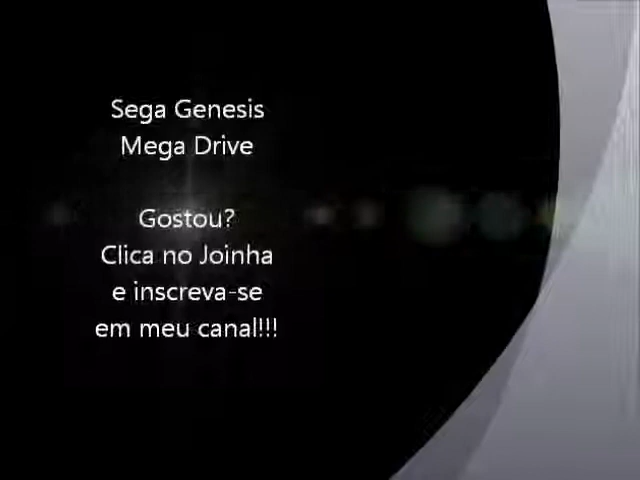 Sega Genesis
Mega Drive
Gostou?
Clica no Joinha
e inscreva-se
em meu canal!!!